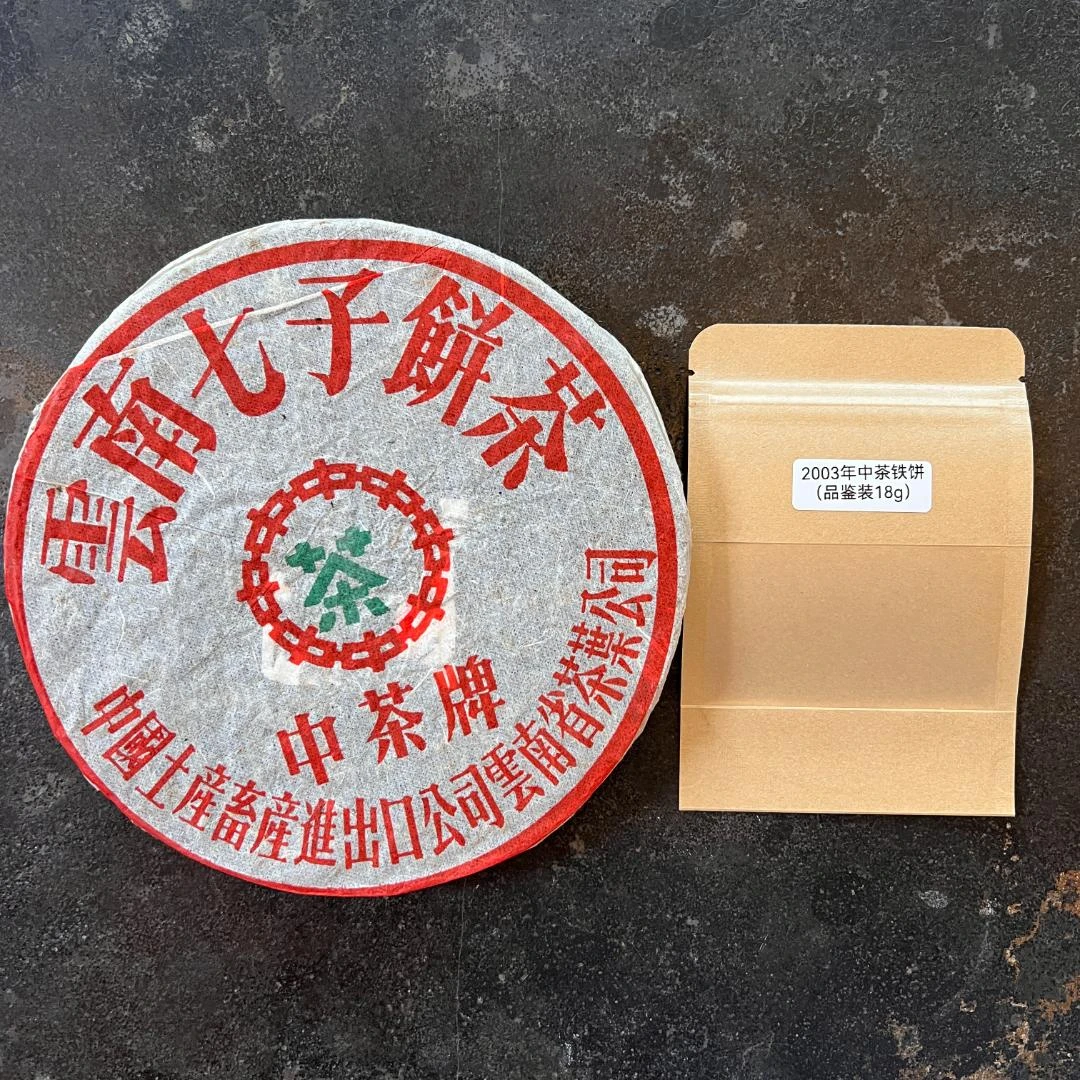 雲南七子餅茶
茶
中茶牌
中國土產畜產進出口公司雲南省茶葉公司
2003年中茶铁饼
(品鉴装18g)